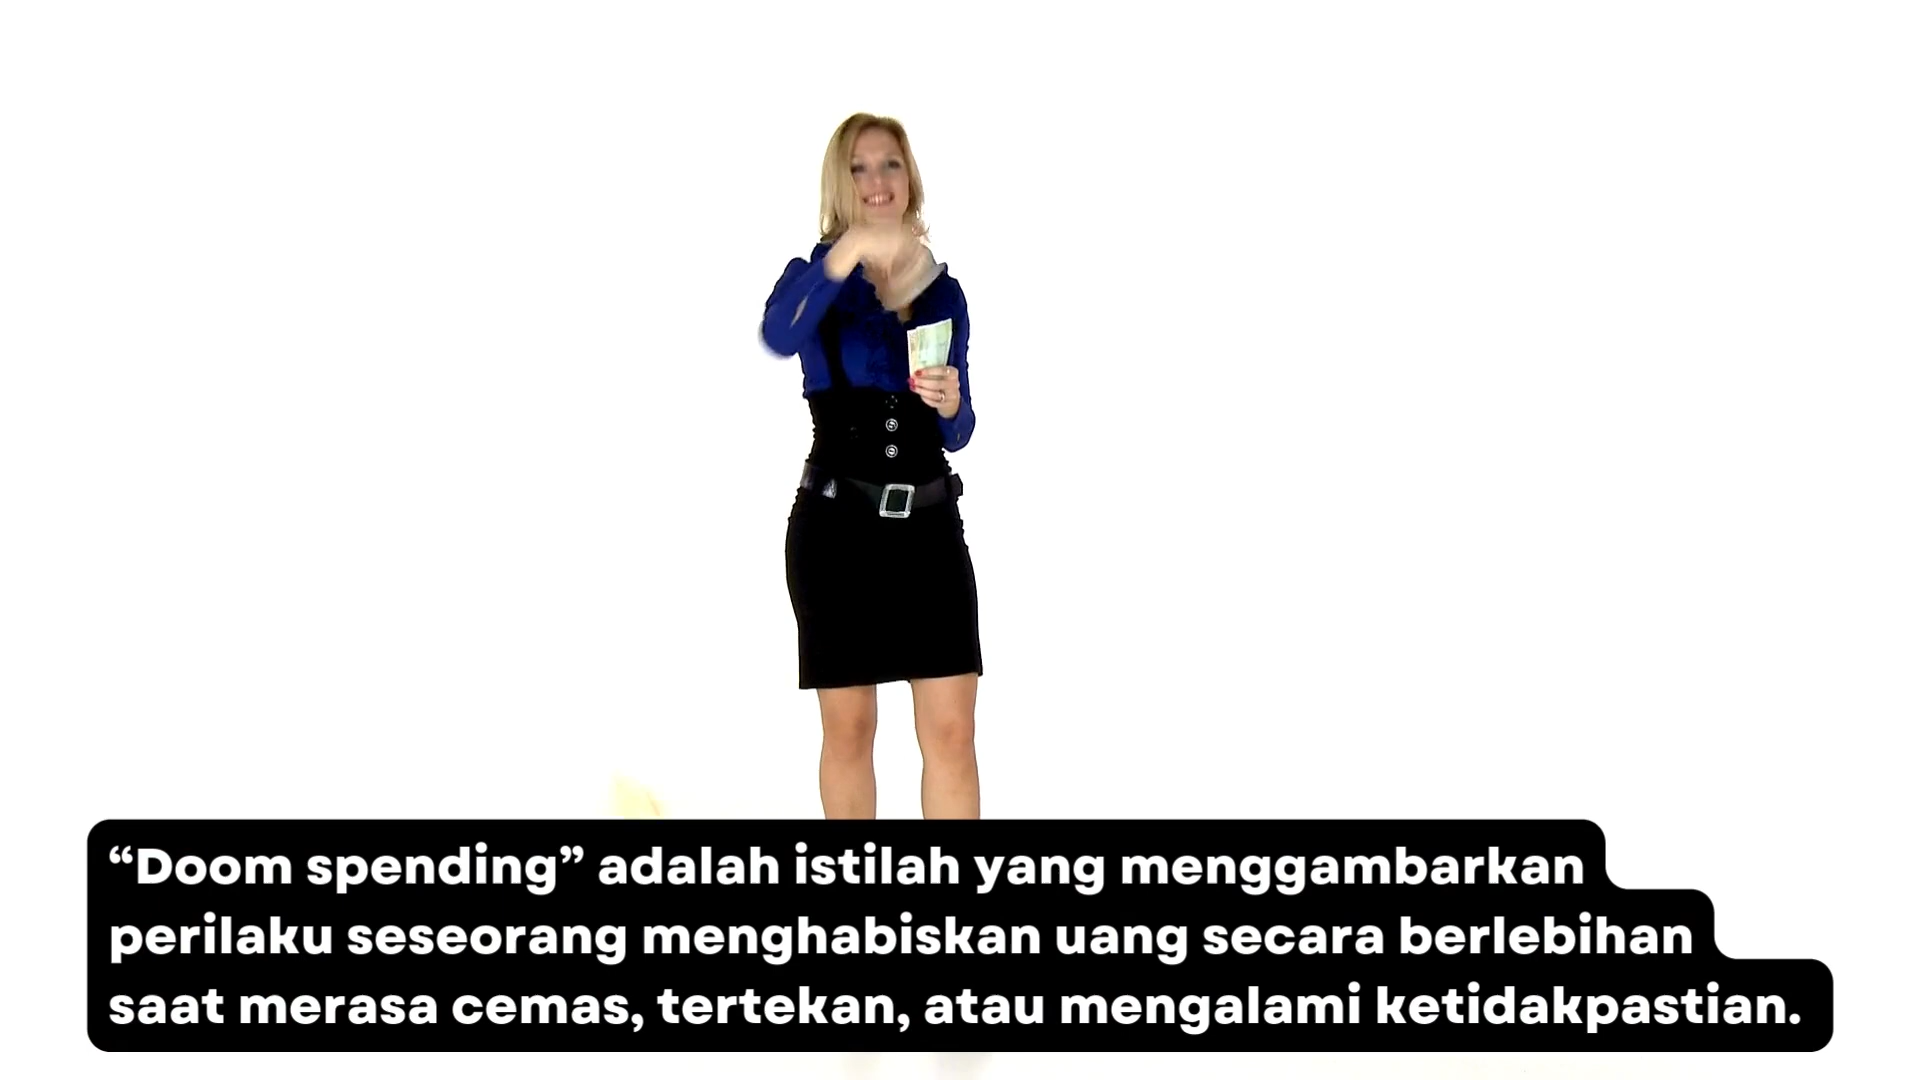 “Doom spending” adalah istilah yang menggambarkan
perilaku seseorang menghabiskan uang secara berlebihan
saat merasa cemas, tertekan, atau mengalami ketidakpastian.